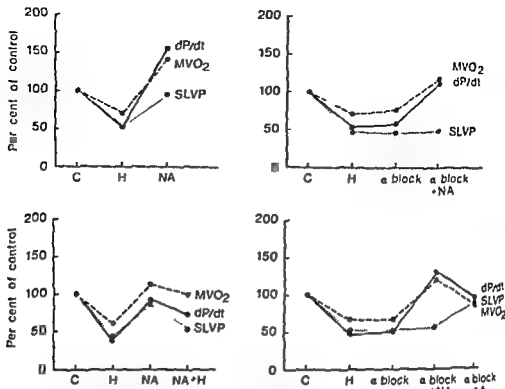 200
150
100
50
Per cent of control
dP/dt
MVO2
SLVP
C H NA
200
150
100
50
MVO2
dP/dt
SLVP
C H α block α block
+NA
200
150
100
50
0
Per cent of control
MVO2
dP/dt
SLVP
C H NA NA+H
200
150
100
50
0
dP/dt
SLVP
MVO2
C H α block α block α block